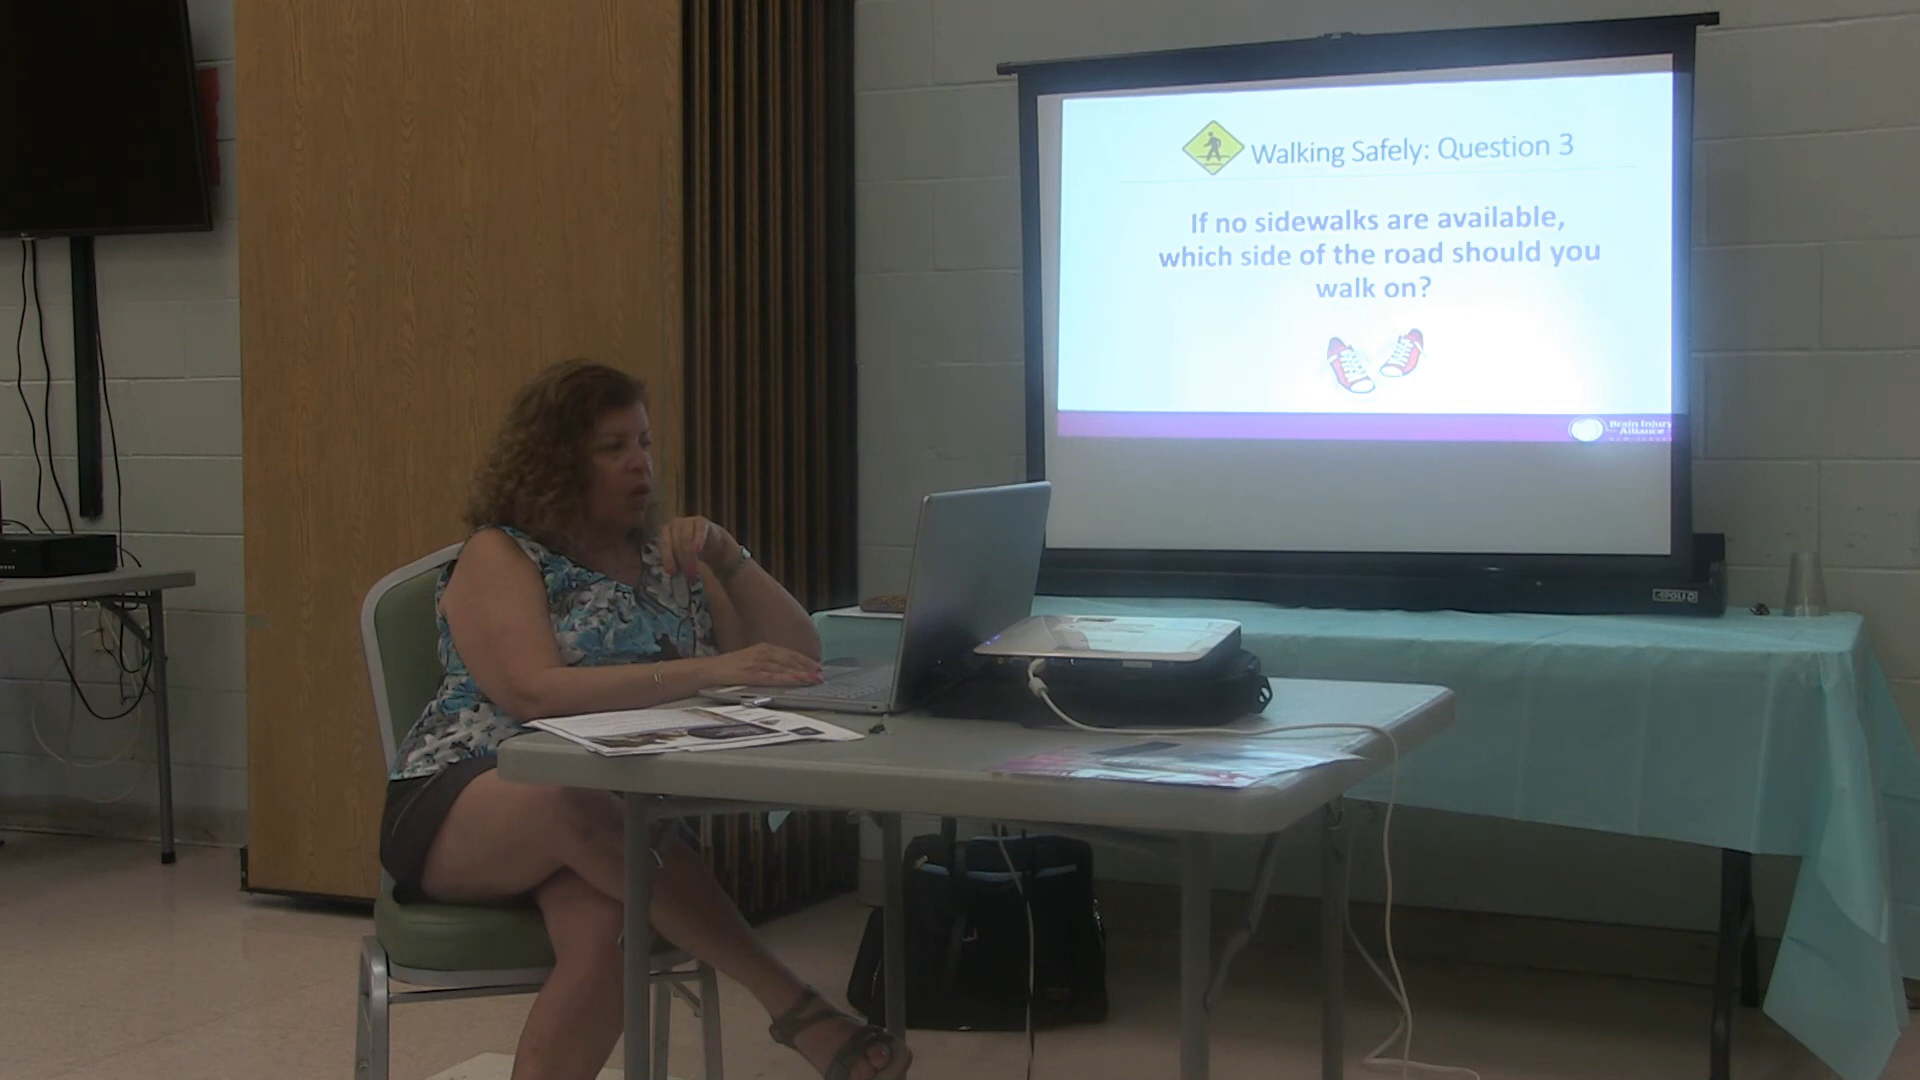 Walking Safely: Question 3
If no sidewalks are available,
which side of the road should you
walk on?
Brain Injury
Alliance